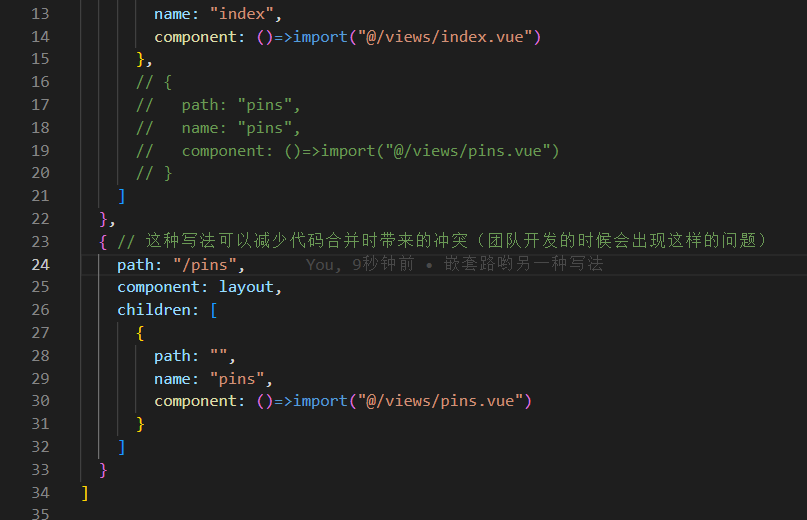 13 name: "index",
14 component: ()=>import("@/views/index.vue")
15 },
16 // {
17 //   path: "pins",
18 //   name: "pins",
19 //   component: ()=>import("@/views/pins.vue")
20 // }
21 ]
22 },
23 { // 这种写法可以减少代码合并时带来的冲突（团队开发的时候会出现这样的问题）
24 path: "/pins", You, 9秒钟前 • 嵌套路哟另一种写法
25 component: layout,
26 children: [
27 {
28 path: "",
29 name: "pins",
30 component: ()=>import("@/views/pins.vue")
31 }
32 ]
33 }
34 ]
35